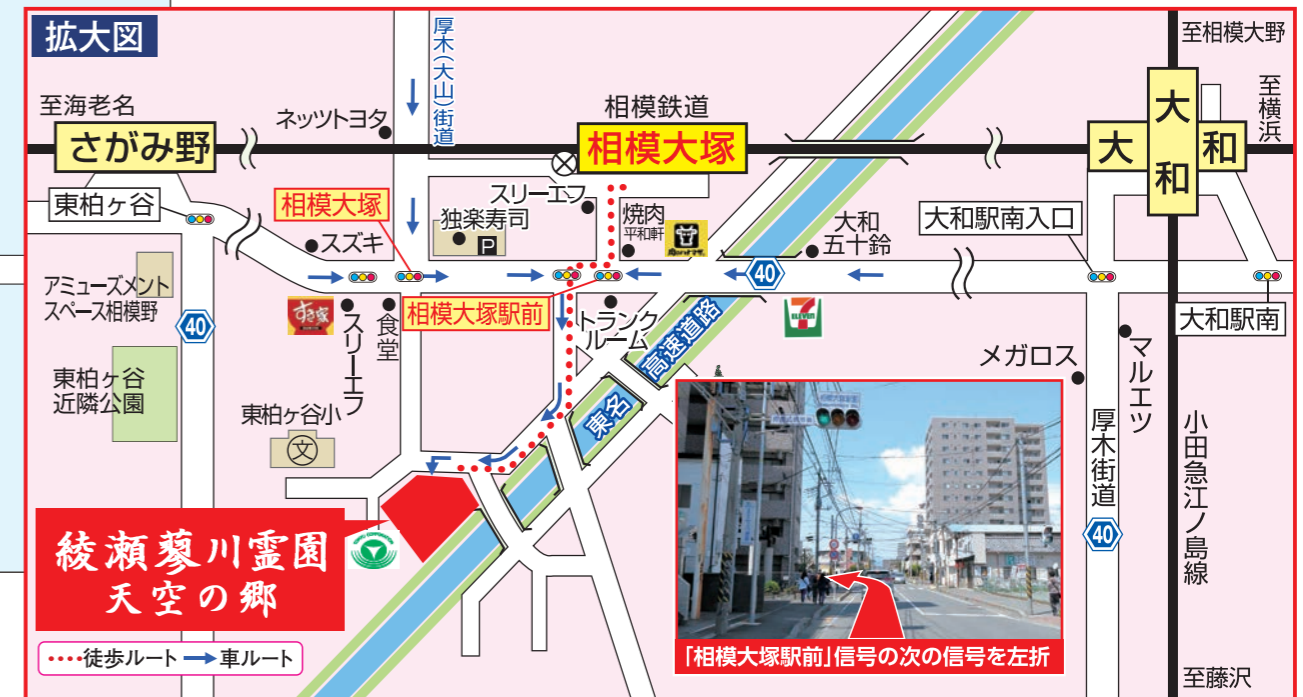 拡大図
厚木(大山)街道
至相模大野
至海老名
ネッツトヨタ
相模鉄道
至横浜
さがみ野
相模大塚
大和
大和
東柏ヶ谷
相模大塚
スリーエフ
独楽寿司
P
焼肉
平和軒
大和
五十鈴
大和駅南入口
スズキ
40
アミューズメント
スペース相模野
すき家
スリーエフ
食堂
相模大塚駅前
トランク
ルーム
高速道路
ELEVEN
大和駅南
40
メガロス
マルエツ
東柏ヶ谷
近隣公園
東柏ヶ谷小
文
東名
厚木街道
小田急江ノ島線
40
綾瀬蓼川霊園
天空の郷
徒歩ルート
車ルート
「相模大塚駅前」信号の次の信号を左折
至藤沢